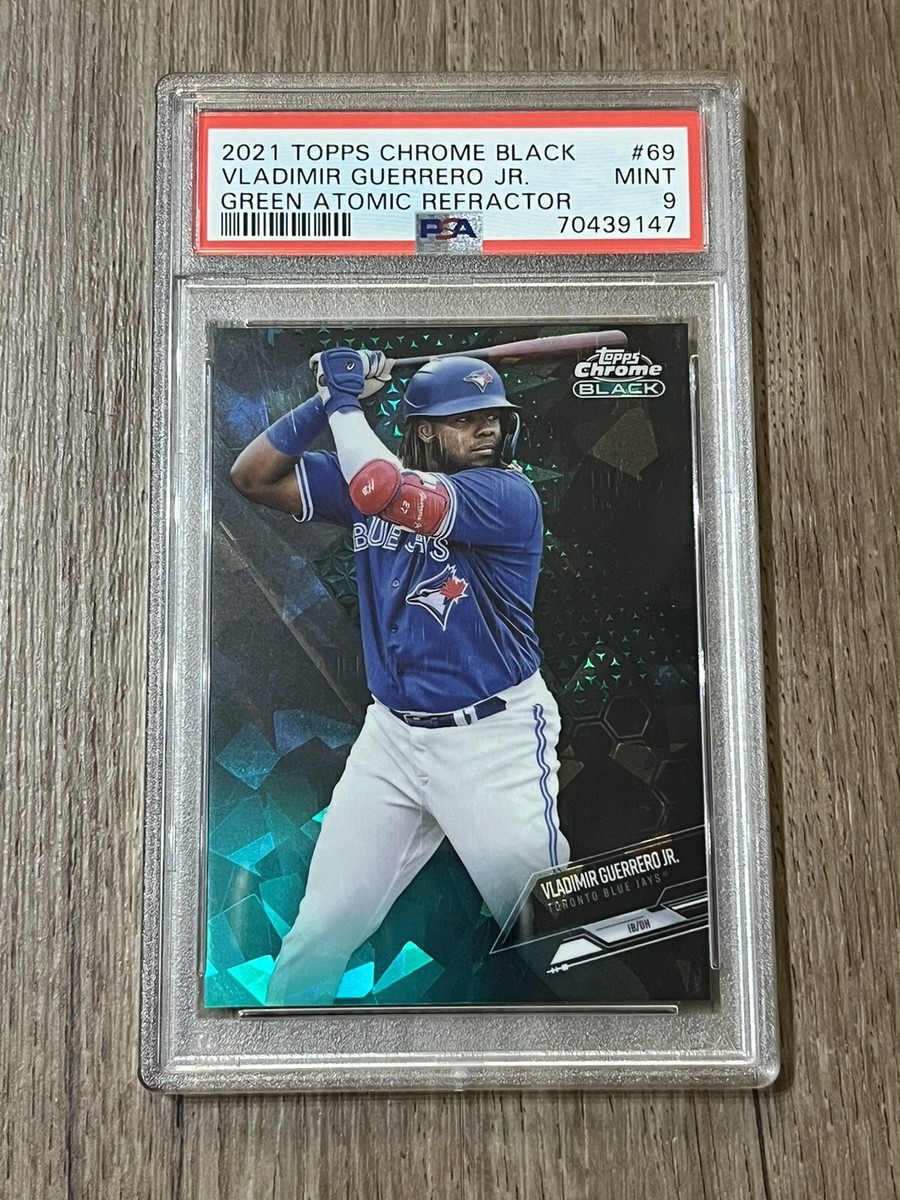 2021 TOPPS CHROME BLACK #69
VLADIMIR GUERRERO JR. MINT
GREEN ATOMIC REFRACTOR 9
PSA 70439147
Topps
Chrome
BLACK
BLUE JAYS
27
VLADIMIR GUERRERO JR.
TORONTO BLUE JAYS®
1B/DH